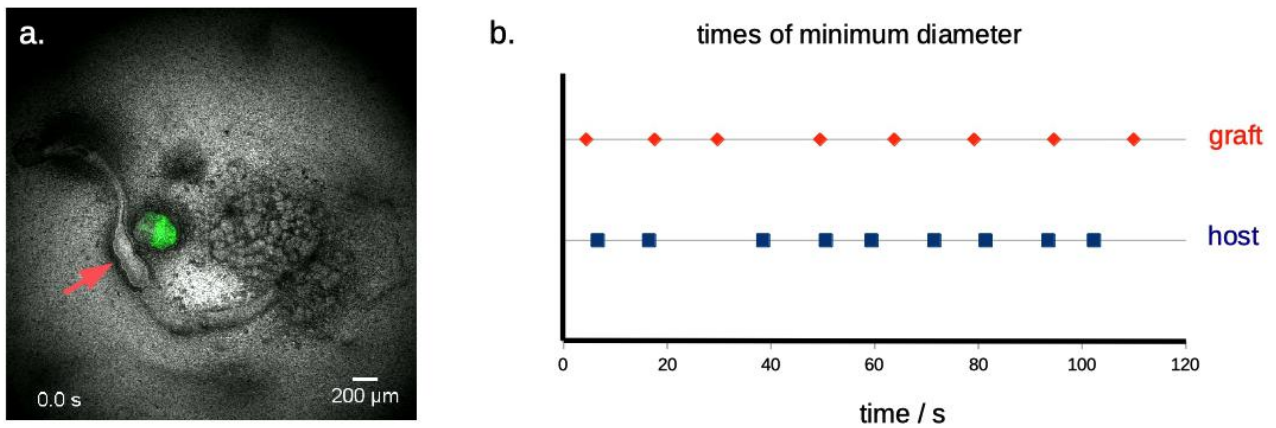 a.
0.0 s
200 µm
b.
times of minimum diameter
graft
host
0 20 40 60 80 100 120
time / s